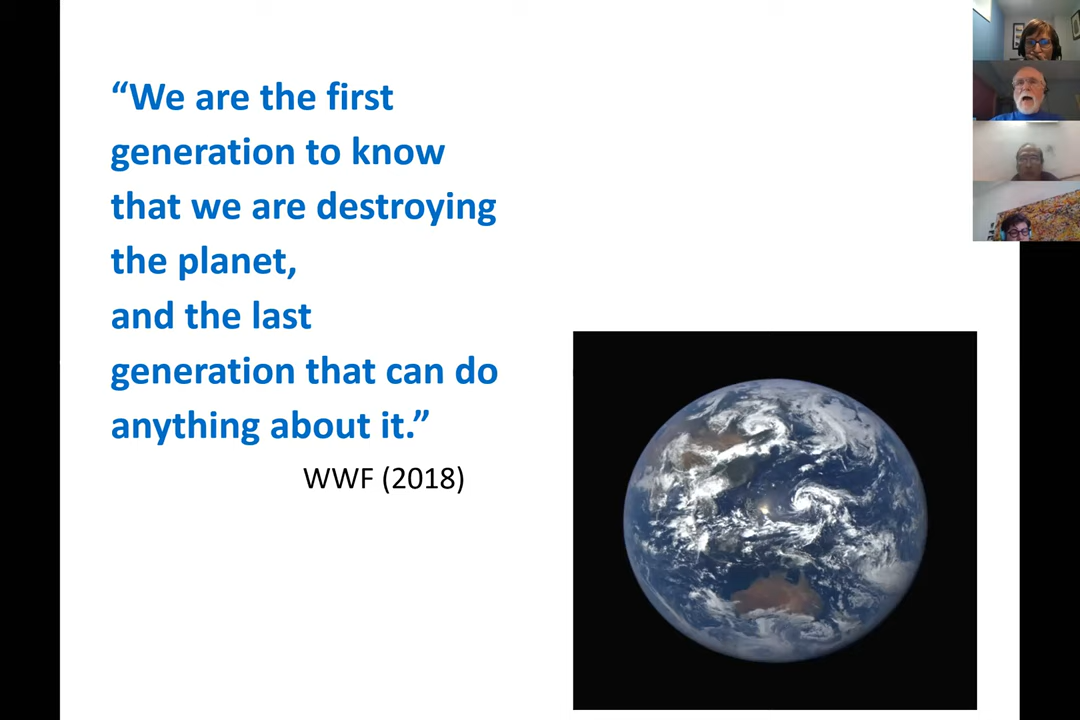 “We are the first
generation to know
that we are destroying
the planet,
and the last
generation that can do
anything about it.”
WWF (2018)